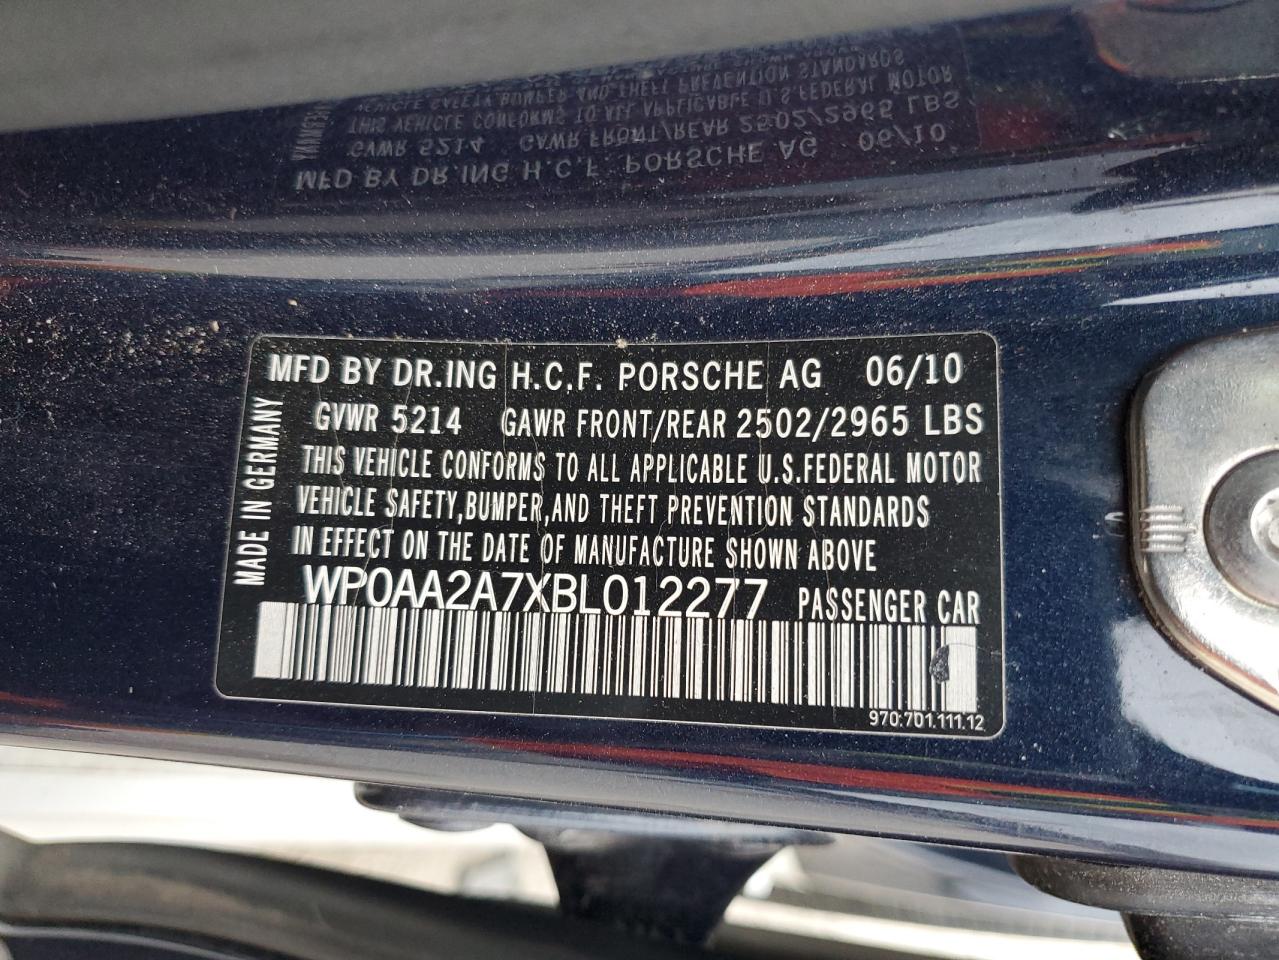 MFD BY DR.ING H.C.F. PORSCHE AG 06/10
GVWR 5214 GAWR FRONT/REAR 2502/2965 LBS
THIS VEHICLE CONFORMS TO ALL APPLICABLE U.S.FEDERAL MOTOR
VEHICLE SAFETY,BUMPER,AND THEFT PREVENTION STANDARDS
IN EFFECT ON THE DATE OF MANUFACTURE SHOWN ABOVE
WP0AA2A7XBL012277 PASSENGER CAR
970.701.111.12
MADE IN GERMANY